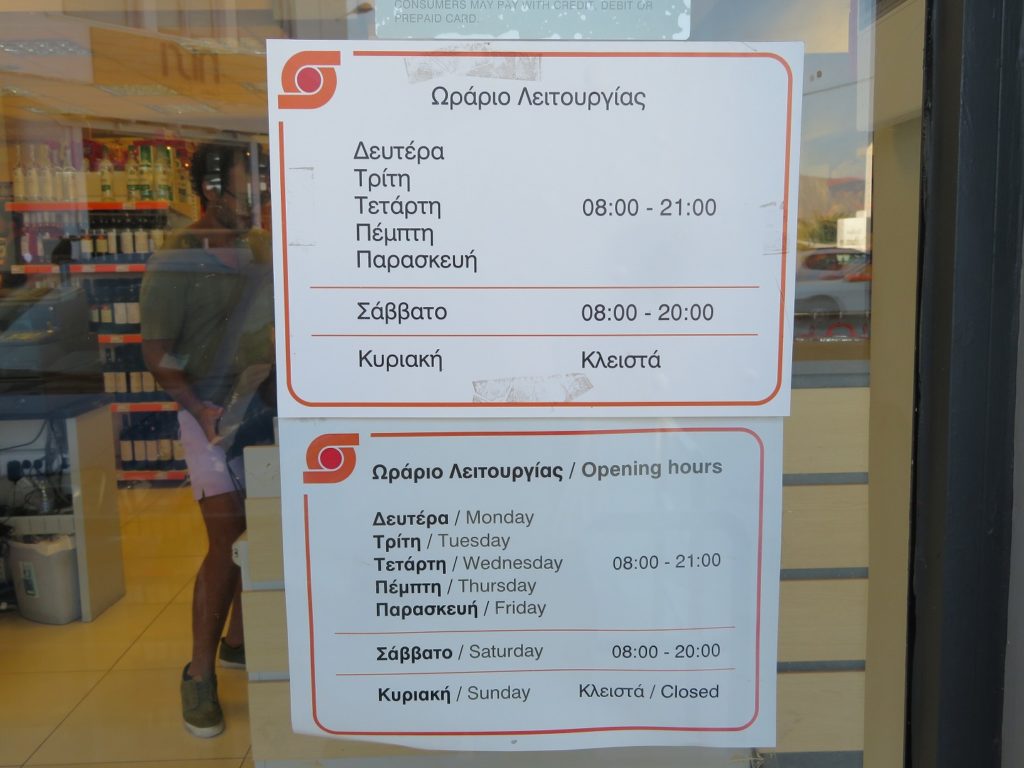 CONSUMERS MAY PAY WITH CREDIT, DEBIT OR
PREPAID CARD.
Ωράριο Λειτουργίας
Δευτέρα
Τρίτη
Τετάρτη 08:00 - 21:00
Πέμπτη
Παρασκευή
Σάββατο 08:00 - 20:00
Κυριακή Κλειστά
Ωράριο Λειτουργίας / Opening hours
Δευτέρα / Monday
Τρίτη / Tuesday
Τετάρτη / Wednesday 08:00 - 21:00
Πέμπτη / Thursday
Παρασκευή / Friday
Σάββατο / Saturday 08:00 - 20:00
Κυριακή / Sunday Κλειστά / Closed